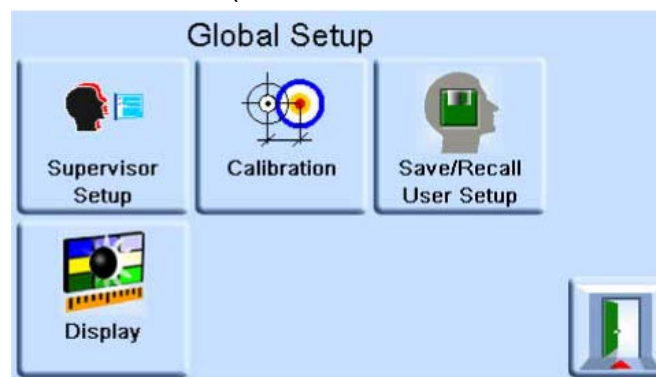 Global Setup
Supervisor
Setup
Calibration
Save/Recall
User Setup
Display